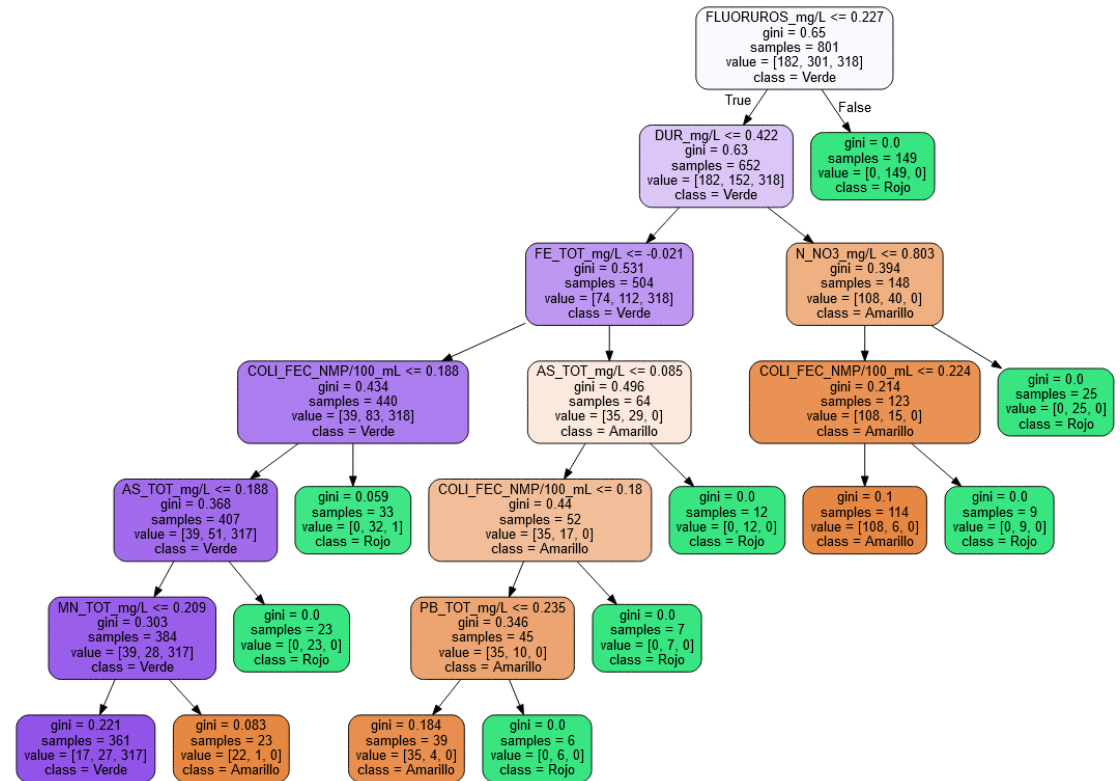 FLUORUROS_mg/L <= 0.227
gini = 0.65
samples = 801
value = [182, 301, 318]
class = Verde
True
False
DUR_mg/L <= 0.422
gini = 0.63
samples = 652
value = [182, 152, 318]
class = Verde
gini = 0.0
samples = 149
value = [0, 149, 0]
class = Rojo
FE_TOT_mg/L <= -0.021
gini = 0.531
samples = 504
value = [74, 112, 318]
class = Verde
N_NO3_mg/L <= 0.803
gini = 0.394
samples = 148
value = [108, 40, 0]
class = Amarillo
COLI_FEC_NMP/100_mL <= 0.188
gini = 0.434
samples = 440
value = [39, 83, 318]
class = Verde
AS_TOT_mg/L <= 0.085
gini = 0.496
samples = 64
value = [35, 29, 0]
class = Amarillo
COLI_FEC_NMP/100_mL <= 0.224
gini = 0.214
samples = 123
value = [108, 15, 0]
class = Amarillo
gini = 0.0
samples = 25
value = [0, 25, 0]
class = Rojo
AS_TOT_mg/L <= 0.188
gini = 0.368
samples = 407
value = [39, 51, 317]
class = Verde
gini = 0.059
samples = 33
value = [0, 32, 1]
class = Rojo
COLI_FEC_NMP/100_mL <= 0.18
gini = 0.44
samples = 52
value = [35, 17, 0]
class = Amarillo
gini = 0.0
samples = 12
value = [0, 12, 0]
class = Rojo
gini = 0.1
samples = 114
value = [108, 6, 0]
class = Amarillo
gini = 0.0
samples = 9
value = [0, 9, 0]
class = Rojo
MN_TOT_mg/L <= 0.209
gini = 0.303
samples = 384
value = [39, 28, 317]
class = Verde
gini = 0.0
samples = 23
value = [0, 23, 0]
class = Rojo
PB_TOT_mg/L <= 0.235
gini = 0.346
samples = 45
value = [35, 10, 0]
class = Amarillo
gini = 0.0
samples = 7
value = [0, 7, 0]
class = Rojo
gini = 0.221
samples = 361
value = [17, 27, 317]
class = Verde
gini = 0.083
samples = 23
value = [22, 1, 0]
class = Amarillo
gini = 0.184
samples = 39
value = [35, 4, 0]
class = Amarillo
gini = 0.0
samples = 6
value = [0, 6, 0]
class = Rojo